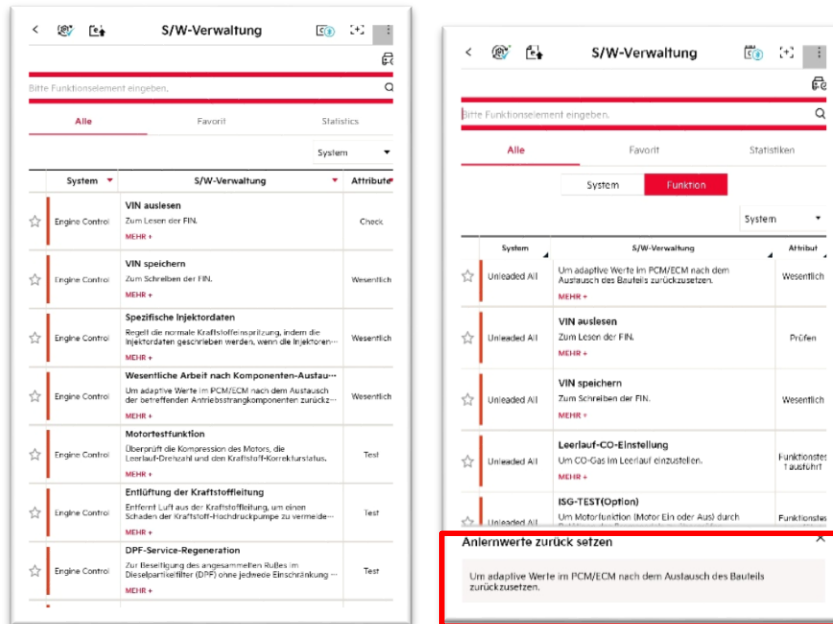 S/W-Verwaltung
Bitte Funktionselement eingeben.
Alle
Favorit
Statistics
System
System
S/W-Verwaltung
Attribute
VIN auslesen
Engine Control
Zum Lesen der FIN.
Check
MEHR +
VIN speichern
Engine Control
Zum Schreiben der FIN.
Wesentlich
MEHR +
Spezifische Injektordaten
Engine Control
Regelt die normale Kraftstoffeinspritzung, indem die
Injektordaten geschrieben werden, wenn die Injektoren···
Wesentlich
MEHR +
Wesentliche Arbeit nach Komponenten-Austau···
Engine Control
Um adaptive Werte im PCM/ECM nach dem Austausch
der betreffenden Antriebsstrangkomponenten zurückz···
Wesentlich
MEHR +
Motortestfunktion
Engine Control
Überprüft die Kompression des Motors, die
Leerlauf-Drehzahl und den Kraftstoff-Korrekturstatus.
Test
MEHR +
Entlüftung der Kraftstoffleitung
Engine Control
Entfernt Luft aus der Kraftstoffleitung, um einen
Schaden der Kraftstoff-Hochdruckpumpe zu vermeide···
Test
MEHR +
DPF-Service-Regeneration
Engine Control
Zur Beseitigung des angesammelten Rußes im
Dieselpartikelfilter (DPF) ohne jedwede Einschränkung ···
Test
MEHR +
S/W-Verwaltung
Bitte Funktionselement eingeben.
Alle
Favorit
Statistiken
System
Funktion
System
System
S/W-Verwaltung
Attribut
Unleaded All
Um adaptive Werte im PCM/ECM nach dem
Austausch des Bauteils zurückzusetzen.
Wesentlich
MEHR +
VIN auslesen
Unleaded All
Zum Lesen der FIN.
Prüfen
MEHR +
VIN speichern
Unleaded All
Zum Schreiben der FIN.
Wesentlich
MEHR +
Leerlauf-CO-Einstellung
Unleaded All
Um CO-Gas im Leerlauf einzustellen.
Funktionstes
t ausführt
MEHR +
ISG-TEST(Option)
Unleaded All
Um Motorfunktion (Motor Ein oder Aus) durch
Funktionstes
Anlernwerte zurück setzen
Um adaptive Werte im PCM/ECM nach dem Austausch des Bauteils
zurückzusetzen.